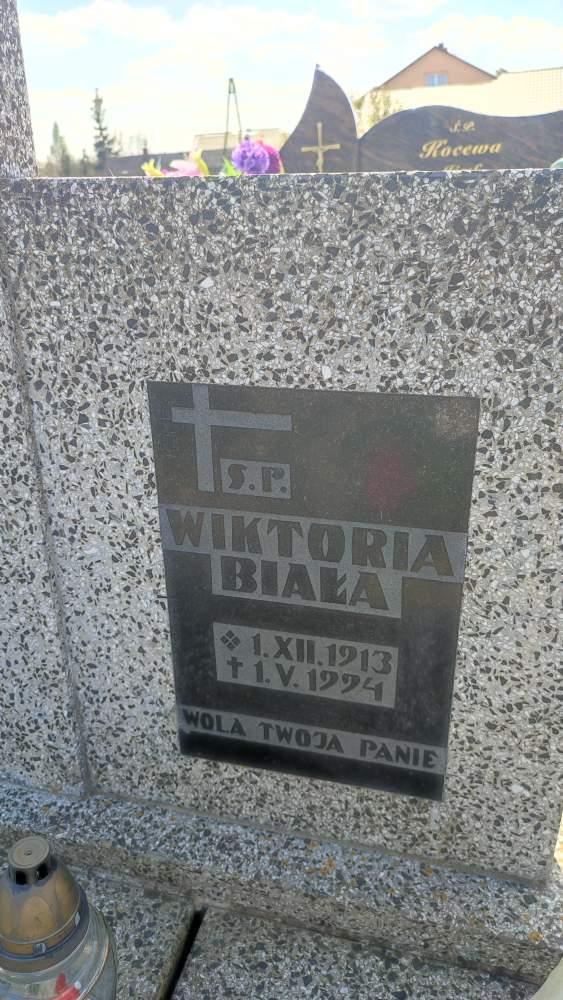 Ś.P.
Kocewa
Ś.P.
WIKTORIA
BIAŁA
1.XII.1913
1.V.1994
WOLA TWOJA PANIE